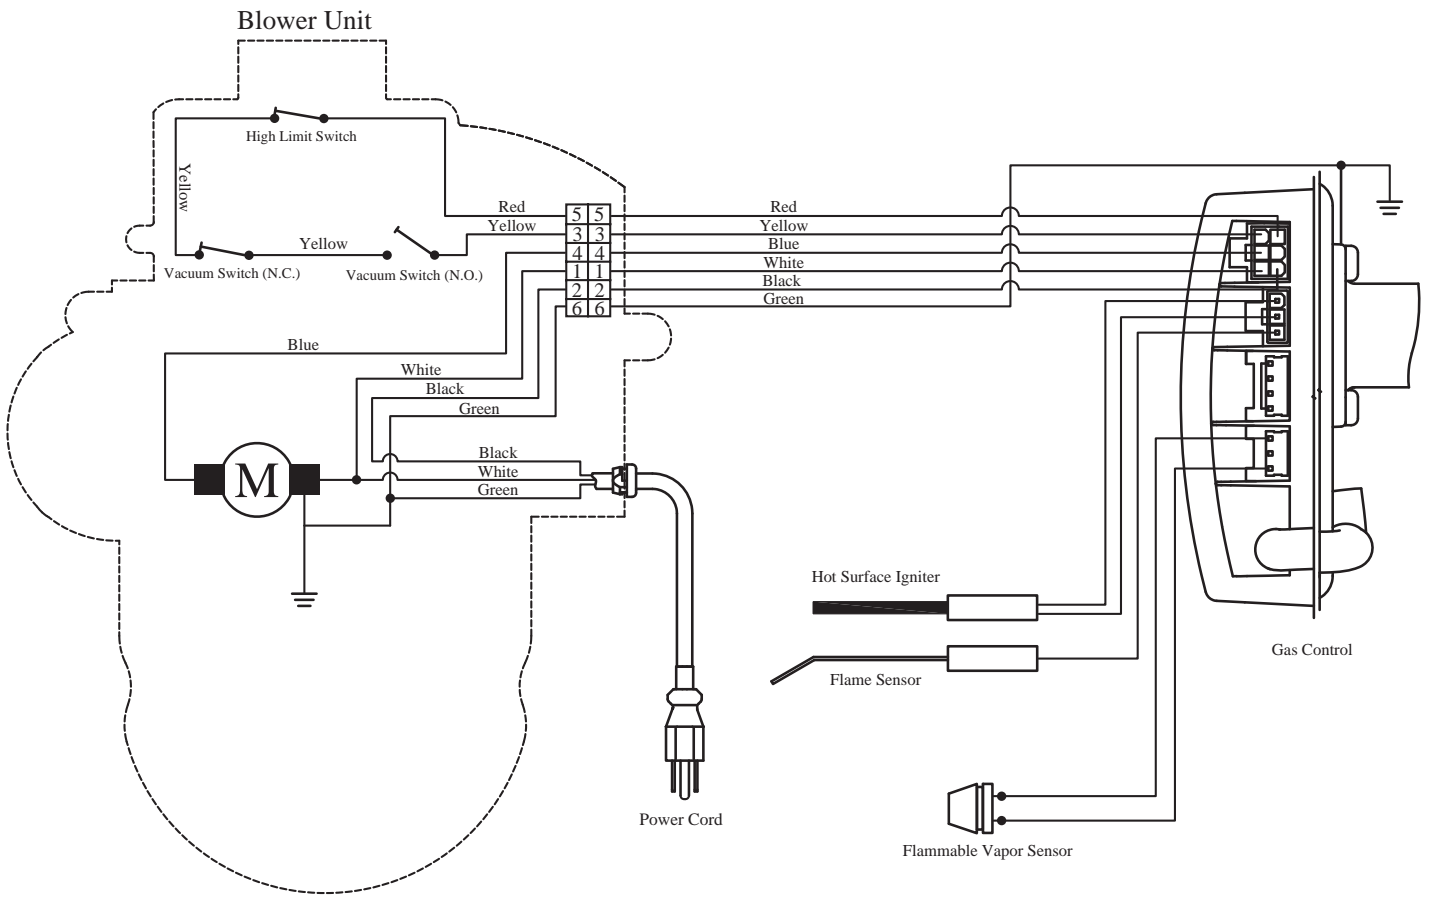 Blower Unit
High Limit Switch
Yellow
Yellow
Vacuum Switch (N.C.)
Vacuum Switch (N.O.)
Red 5 5 Red
Yellow 3 3 Yellow
4 4 Blue
1 1 White
2 2 Black
6 6 Green
Blue
White
Black
Green
Black
White
Green
M
Hot Surface Igniter
Flame Sensor
Gas Control
Power Cord
Flammable Vapor Sensor